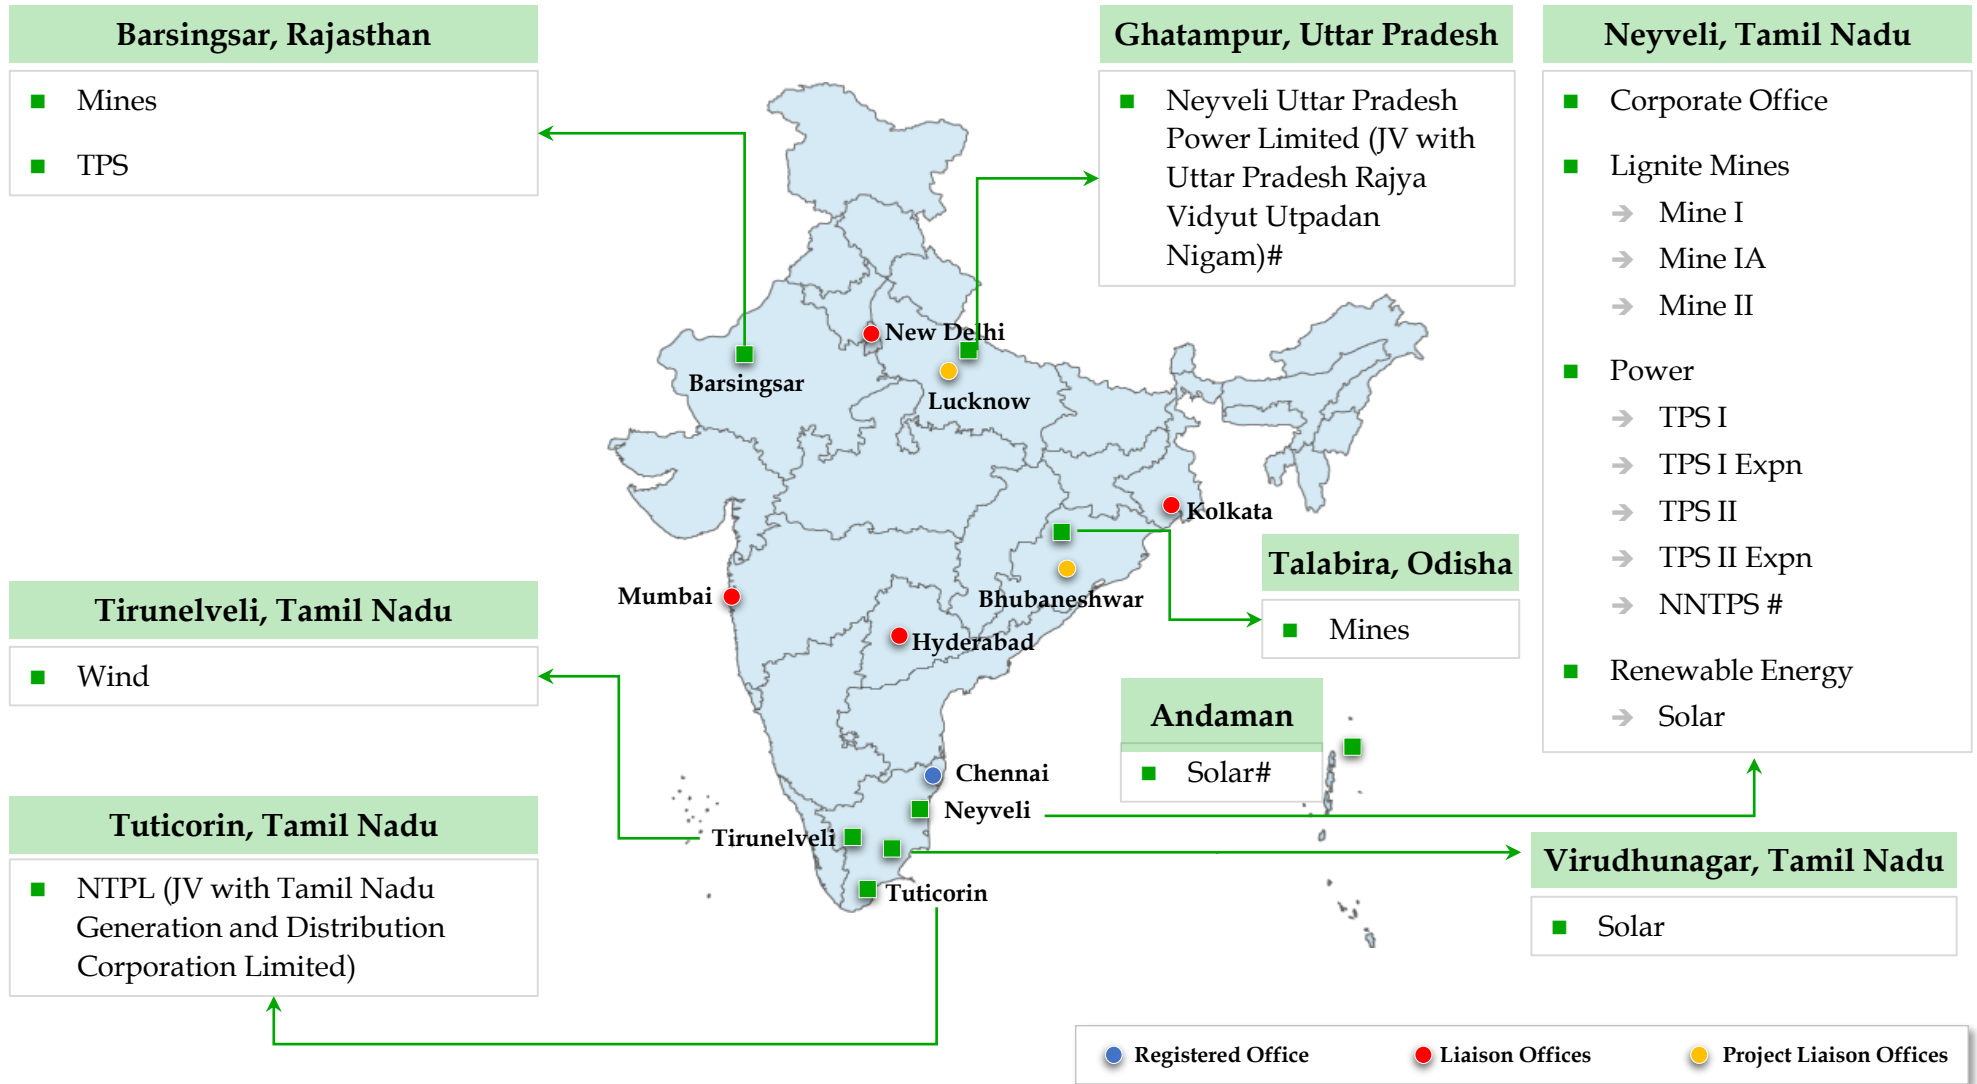 Barsingsar, Rajasthan
Mines
TPS
Ghatampur, Uttar Pradesh
Neyveli Uttar Pradesh
Power Limited (JV with
Uttar Pradesh Rajya
Vidyut Utpadan
Nigam)#
Neyveli, Tamil Nadu
Corporate Office
Lignite Mines
Mine I
Mine IA
Mine II
Power
TPS I
TPS I Expn
TPS II
TPS II Expn
NNTPS #
Renewable Energy
Solar
New Delhi
Barsingsar
Lucknow
Kolkata
Talabira, Odisha
Mines
Bhubaneshwar
Mumbai
Hyderabad
Tirunelveli, Tamil Nadu
Wind
Andaman
Solar#
Chennai
Neyveli
Tirunelveli
Tuticorin
Tuticorin, Tamil Nadu
NTPL (JV with Tamil Nadu
Generation and Distribution
Corporation Limited)
Virudhunagar, Tamil Nadu
Solar
Registered Office
Liaison Offices
Project Liaison Offices